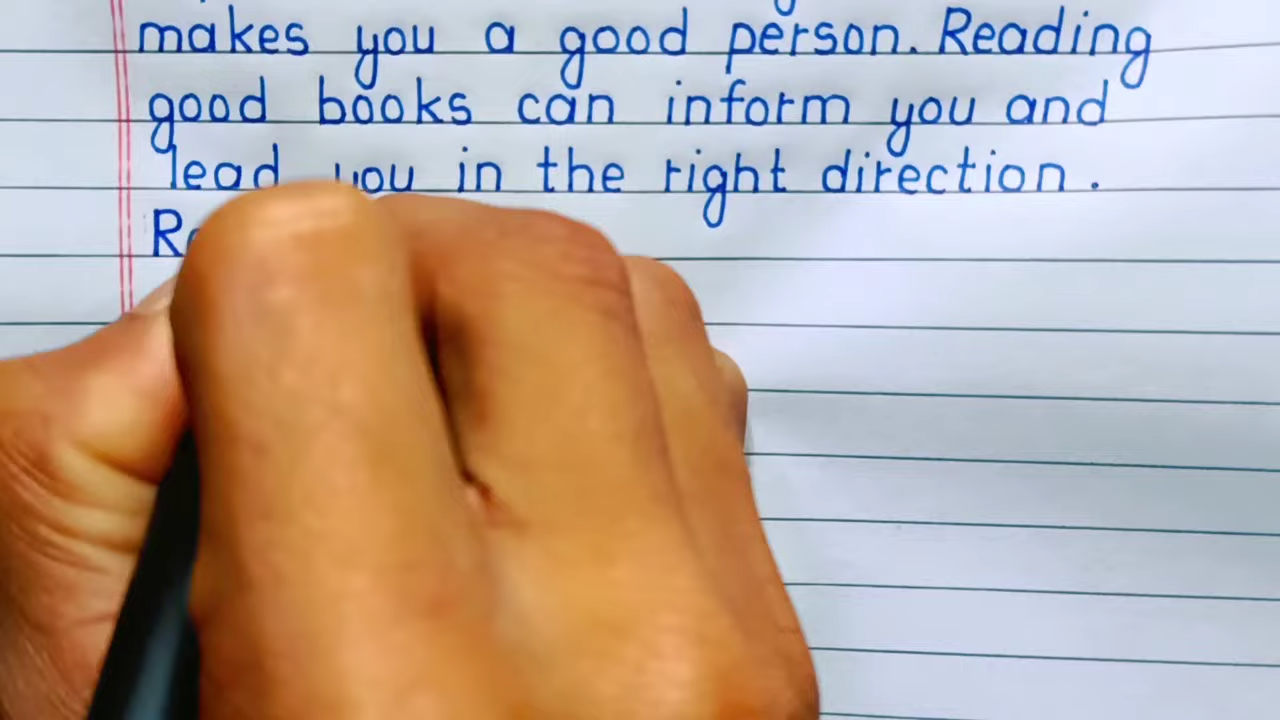 makes you a good person. Reading
good books can inform you and
lead you in the right direction.